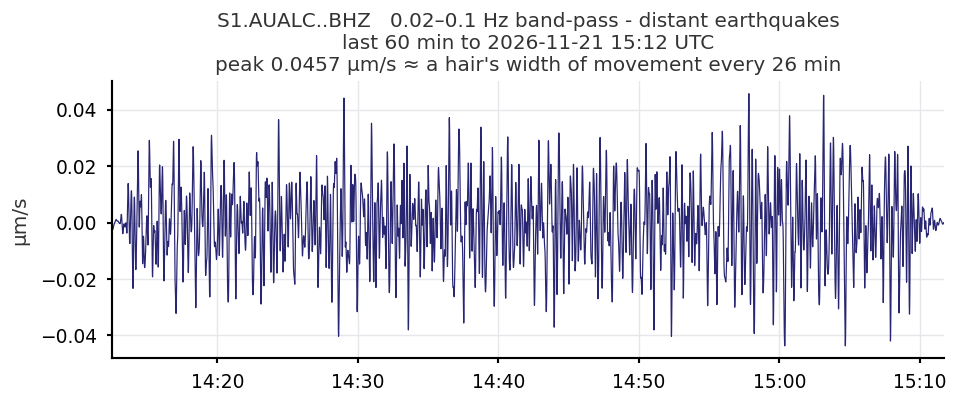 S1.AUALC..BHZ   0.02–0.1 Hz band-pass - distant earthquakes
last 60 min to 2026-11-21 15:12 UTC
peak 0.0457 µm/s ≈ a hair's width of movement every 26 min
0.04
0.02
0.00
−0.02
−0.04
µm/s
14:20 14:30 14:40 14:50 15:00 15:10